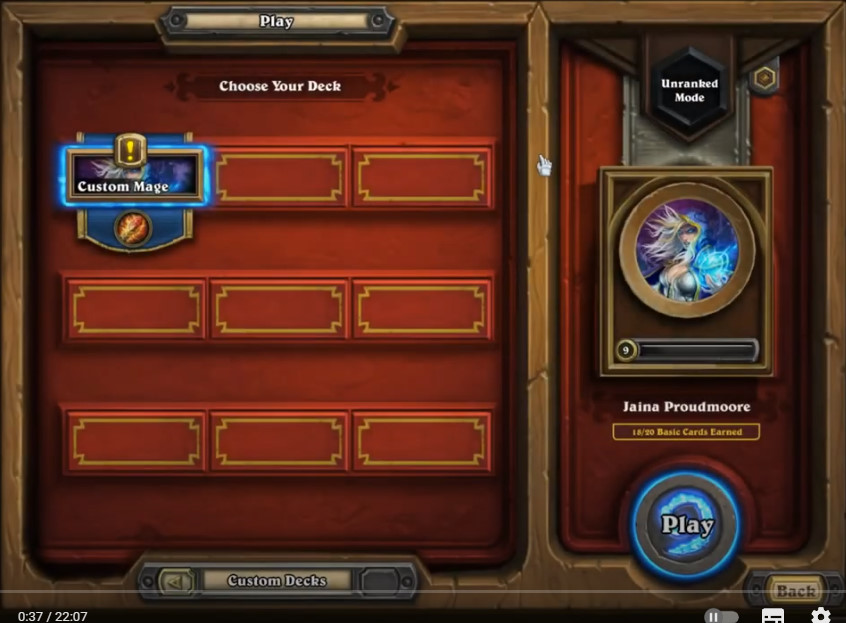 Play
Choose Your Deck
Unranked
Mode
Custom Mage
9
Jaina Proudmoore
18/20 Basic Cards Earned
Play
Custom Decks
Back
0:37 / 22:07